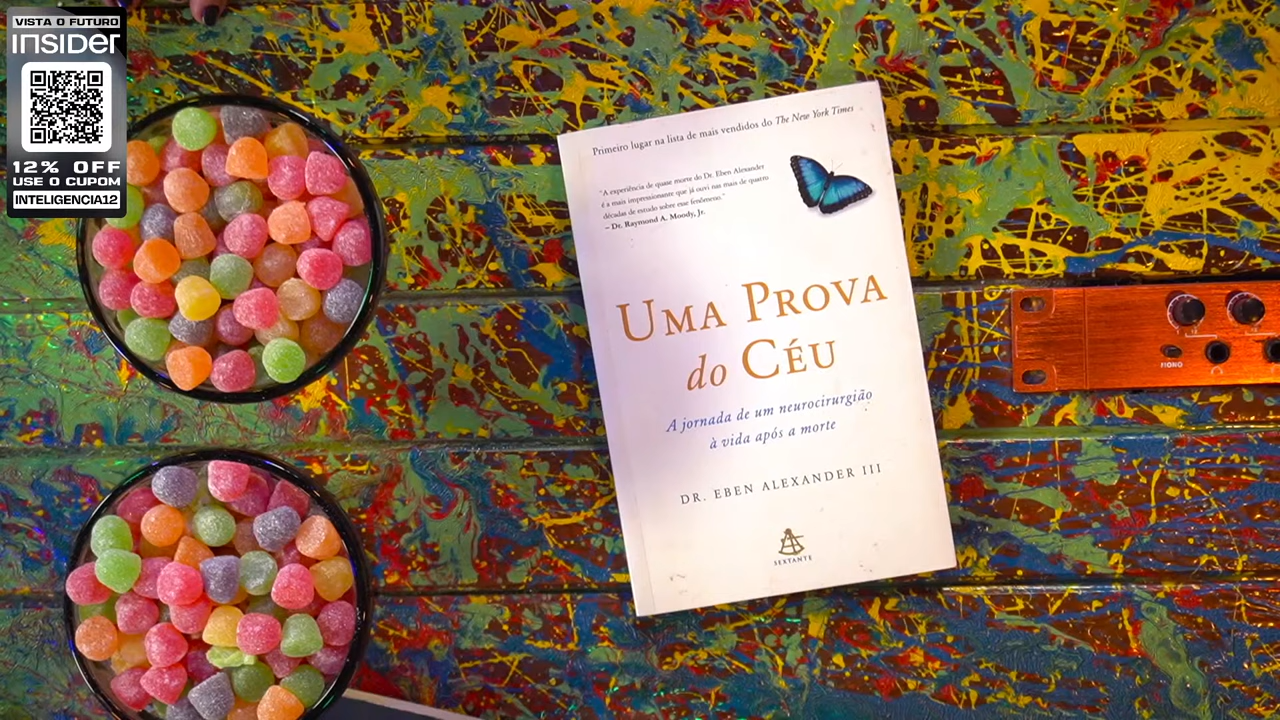 VISTA O FUTURO
insider
12% OFF
USE O CUPOM
INTELIGENCIA12
Primeiro lugar na lista de mais vendidos do The New York Times
"A experiência de quase morte do Dr. Eben Alexander
é a mais impressionante que já ouvi nas mais de quatro
décadas de estudo sobre esse fenômeno."
– Dr. Raymond A. Moody, Jr.
UMA PROVA
do CÉU
A jornada de um neurocirurgião
à vida após a morte
DR. EBEN ALEXANDER III
SEXTANTE
MONO